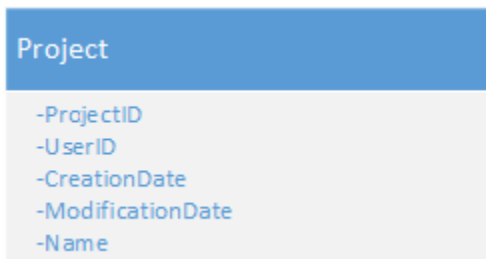 Project
-ProjectID
-UserID
-CreationDate
-ModificationDate
-Name